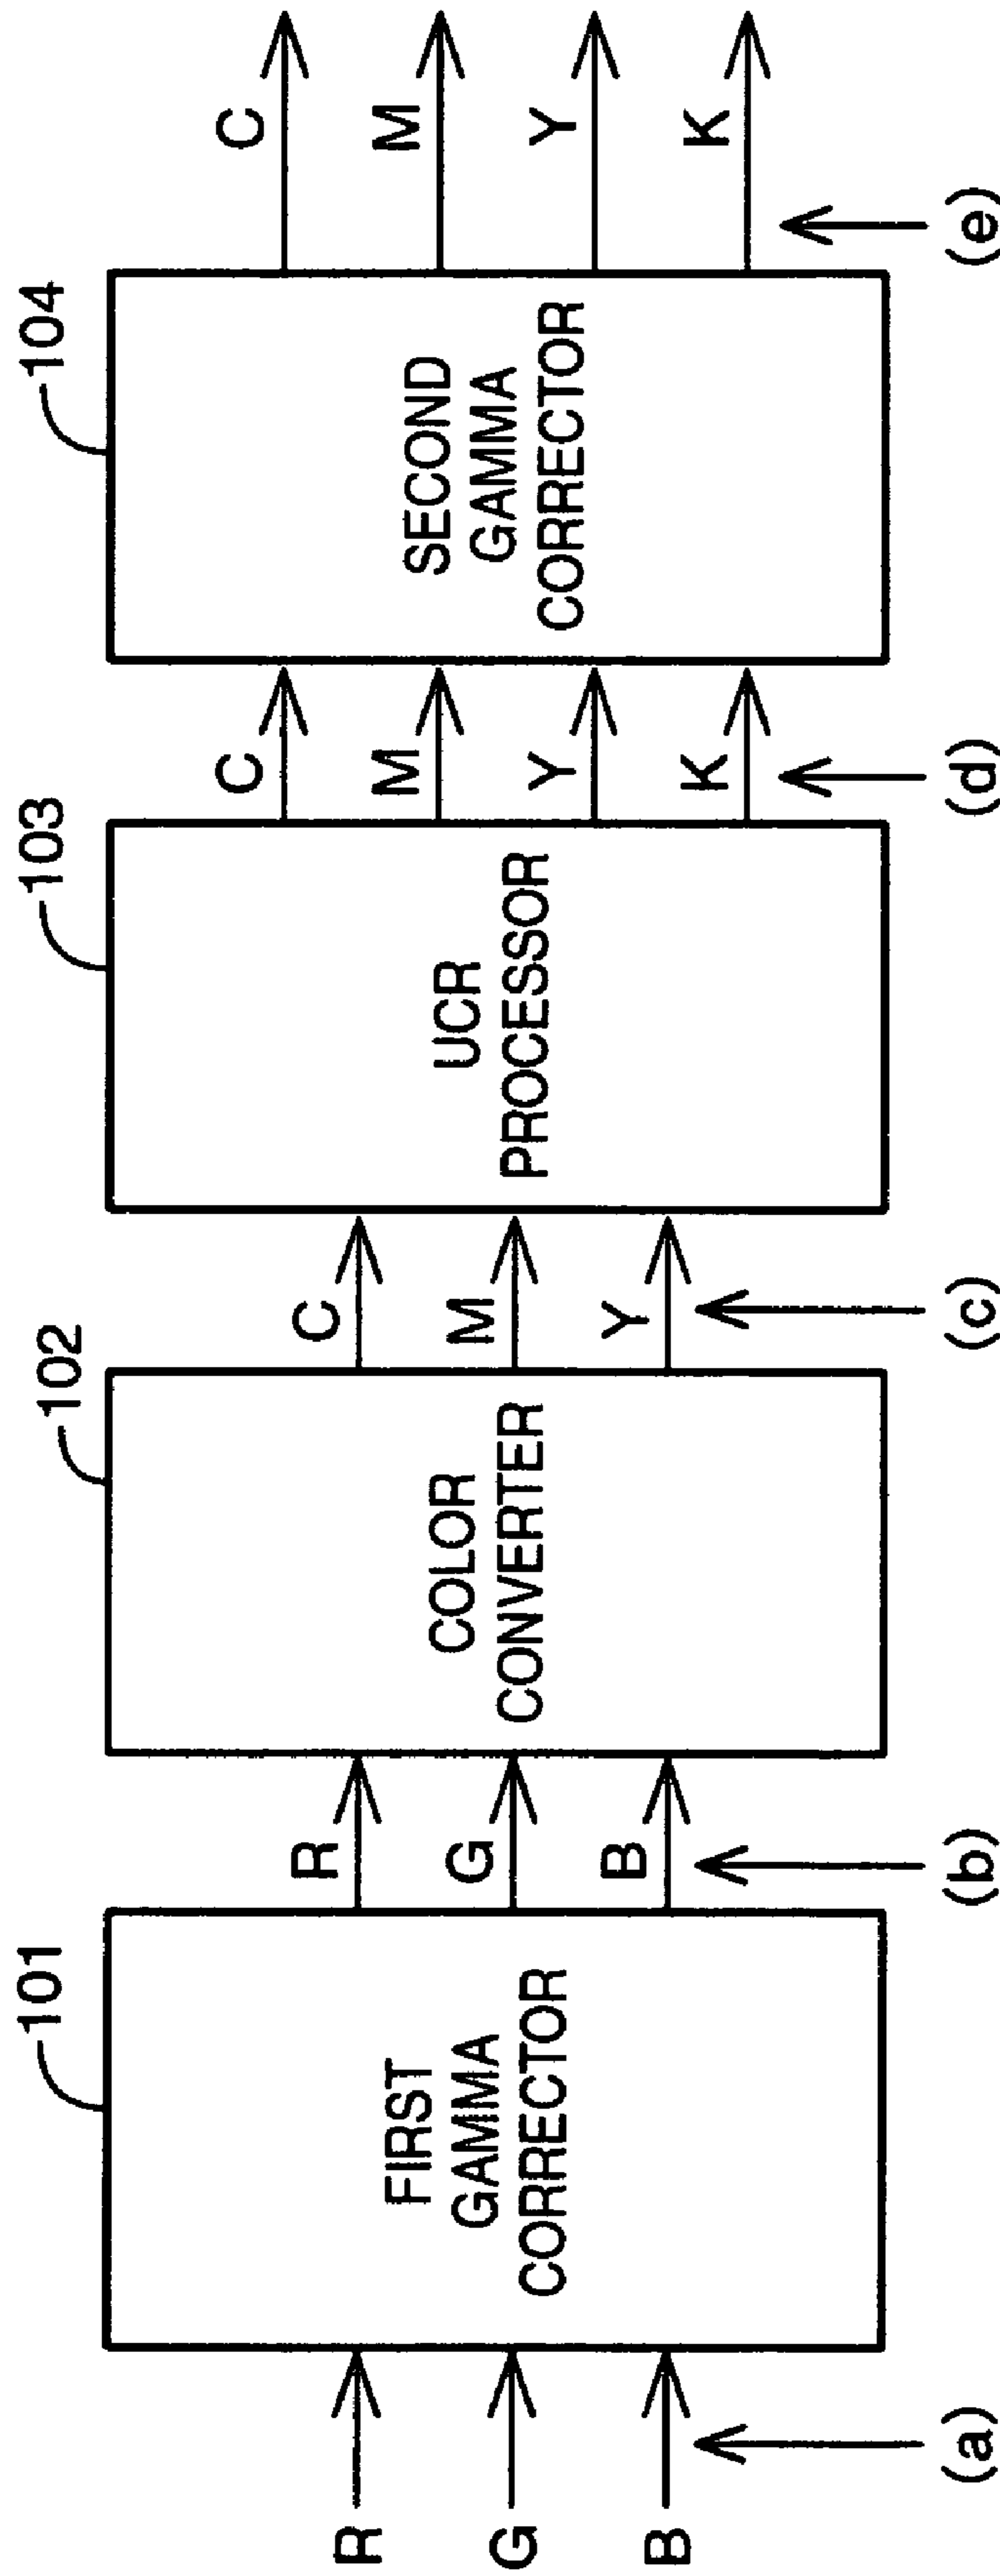 101
102
103
104
R
G
B
FIRST
GAMMA
CORRECTOR
R
G
B
COLOR
CONVERTER
C
M
Y
UCR
PROCESSOR
C
M
Y
K
SECOND
GAMMA
CORRECTOR
C
M
Y
K
(a)
(b)
(c)
(d)
(e)